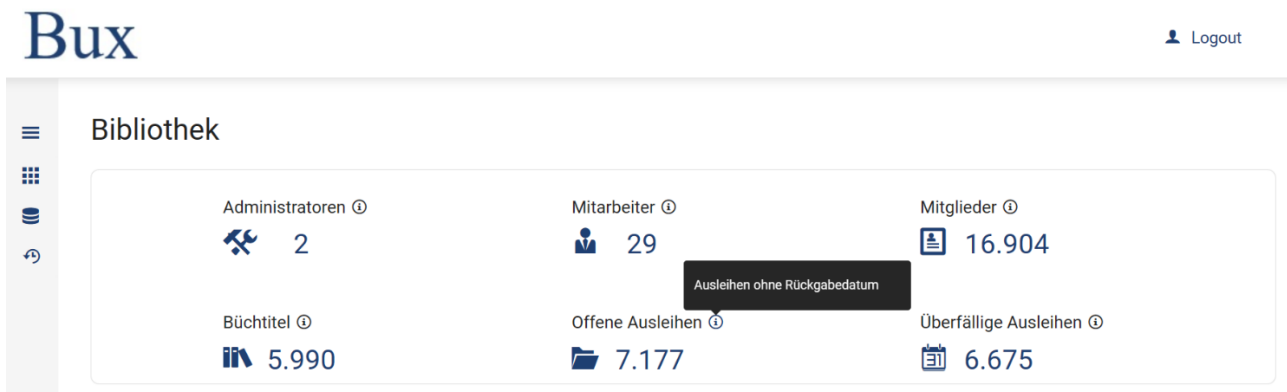 Bux
Logout
Bibliothek
Administratoren
2
Mitarbeiter
29
Mitglieder
16.904
Ausleihen ohne Rückgabedatum
Büchtitel
5.990
Offene Ausleihen
7.177
Überfällige Ausleihen
31
6.675